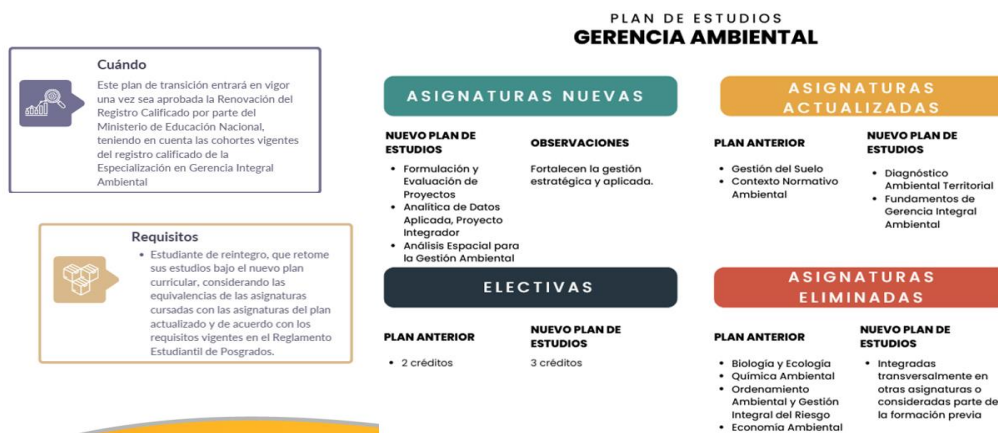 Cuándo
Este plan de transición entrará en vigor
una vez sea aprobada la Renovación del
Registro Calificado por parte del
Ministerio de Educación Nacional,
teniendo en cuenta las cohortes vigentes
del registro calificado de la
Especialización en Gerencia Integral
Ambiental
Requisitos
• Estudiante de reintegro, que retome
sus estudios bajo el nuevo plan
curricular, considerando las
equivalencias de las asignaturas
cursadas con las asignaturas del plan
actualizado y de acuerdo con los
requisitos vigentes en el Reglamento
Estudiantil de Posgrados.
PLAN DE ESTUDIOS
GERENCIA AMBIENTAL
ASIGNATURAS NUEVAS
NUEVO PLAN DE
ESTUDIOS
• Formulación y
Evaluación de
Proyectos
• Analítica de Datos
Aplicada, Proyecto
Integrador
• Análisis Espacial para
la Gestión Ambiental
OBSERVACIONES
Fortalecen la gestión
estratégica y aplicada.
ASIGNATURAS
ACTUALIZADAS
PLAN ANTERIOR
• Gestión del Suelo
• Contexto Normativo
Ambiental
NUEVO PLAN DE
ESTUDIOS
• Diagnóstico
Ambiental Territorial
• Fundamentos de
Gerencia Integral
Ambiental
ELECTIVAS
PLAN ANTERIOR
• 2 créditos
NUEVO PLAN DE
ESTUDIOS
3 créditos
ASIGNATURAS
ELIMINADAS
PLAN ANTERIOR
• Biología y Ecología
• Química Ambiental
• Ordenamiento
Ambiental y Gestión
Integral del Riesgo
• Economía Ambiental
NUEVO PLAN DE
ESTUDIOS
• Integradas
transversalmente en
otras asignaturas o
consideradas parte de
la formación previa